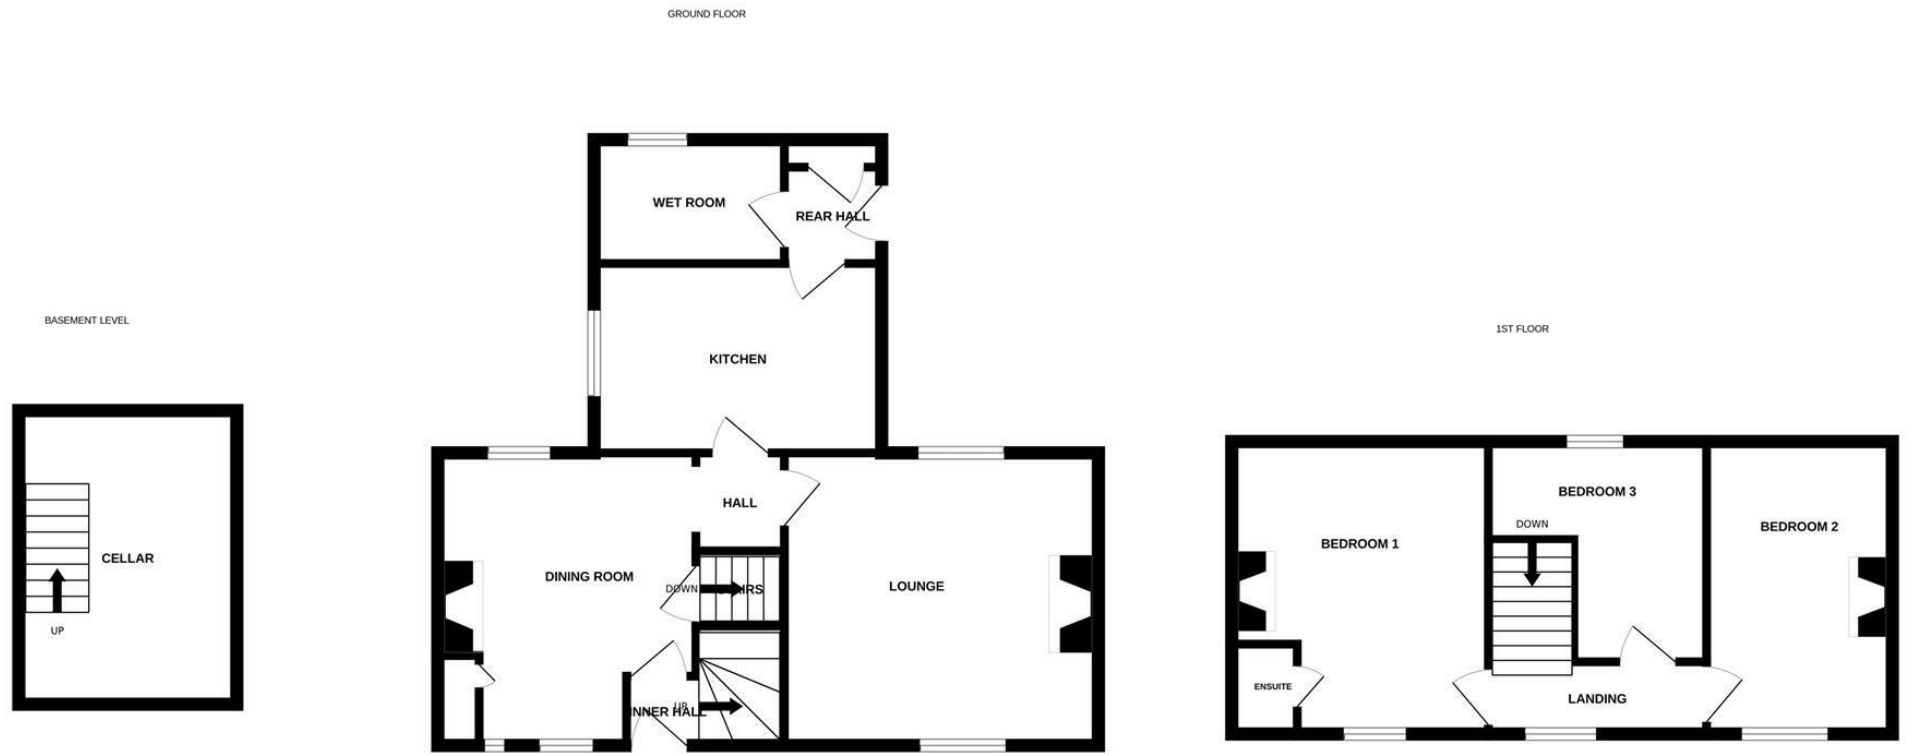 GROUND FLOOR
WET ROOM
REAR HALL
BASEMENT LEVEL
1ST FLOOR
KITCHEN
HALL
BEDROOM 3
DOWN
BEDROOM 2
BEDROOM 1
CELLAR
DINING ROOM
DOWN
LOUNGE
UP
ENSUITE
LANDING
INNER HALL
UP